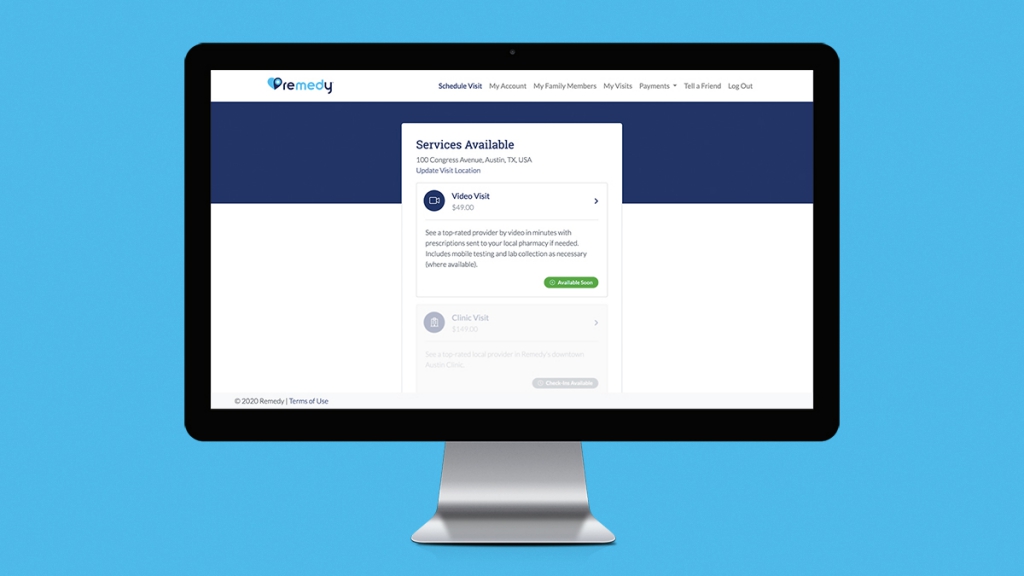 remedy
Schedule Visit My Account My Family Members My Visits Payments Tell a Friend Log Out
Services Available
100 Congress Avenue, Austin, TX, USA
Update Visit Location
Video Visit
$49.00
See a top-rated provider by video in minutes with
prescriptions sent to your local pharmacy if needed.
Includes mobile testing and lab collection as necessary
(where available).
Available Soon
Clinic Visit
$149.00
See a top-rated local provider in Remedy's downtown
Austin Clinic.
Check-Ins Available
© 2020 Remedy | Terms of Use